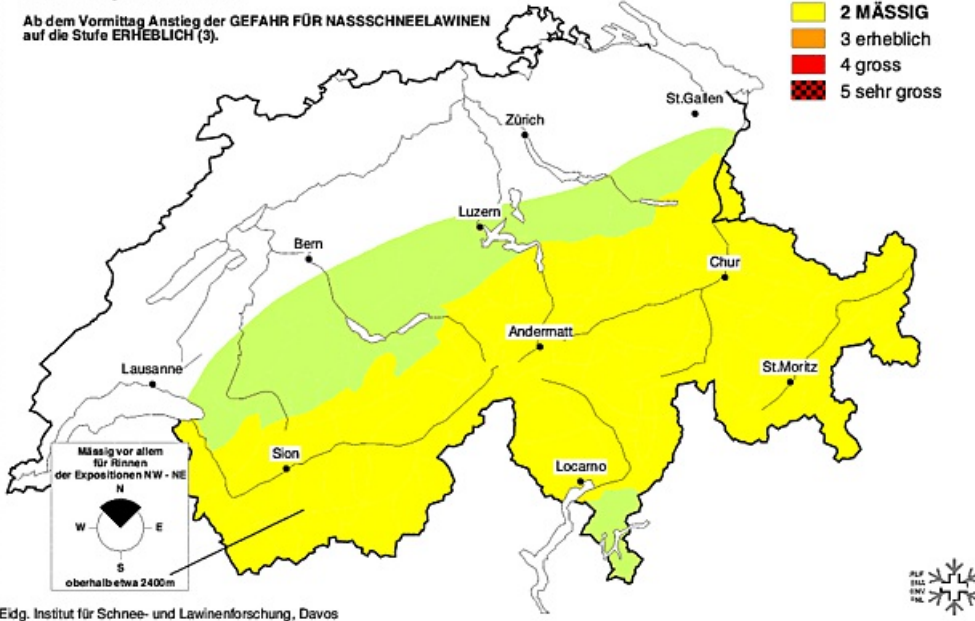 Ab dem Vormittag Anstieg der GEFAHR FÜR NASSSCHNEELAWINEN
auf die Stufe ERHEBLICH (3).
2 MÄSSIG
3 erheblich
4 gross
5 sehr gross
St.Gallen
Zürich
Luzern
Bern
Chur
Andermatt
Lausanne
St.Moritz
Sion
Locarno
Mässig vor allem
für Rinnen
der Expositionen NW - NE
N
W E
S
oberhalb etwa 2400m
SLF
ENA
Eidg. Institut für Schnee- und Lawinenforschung, Davos